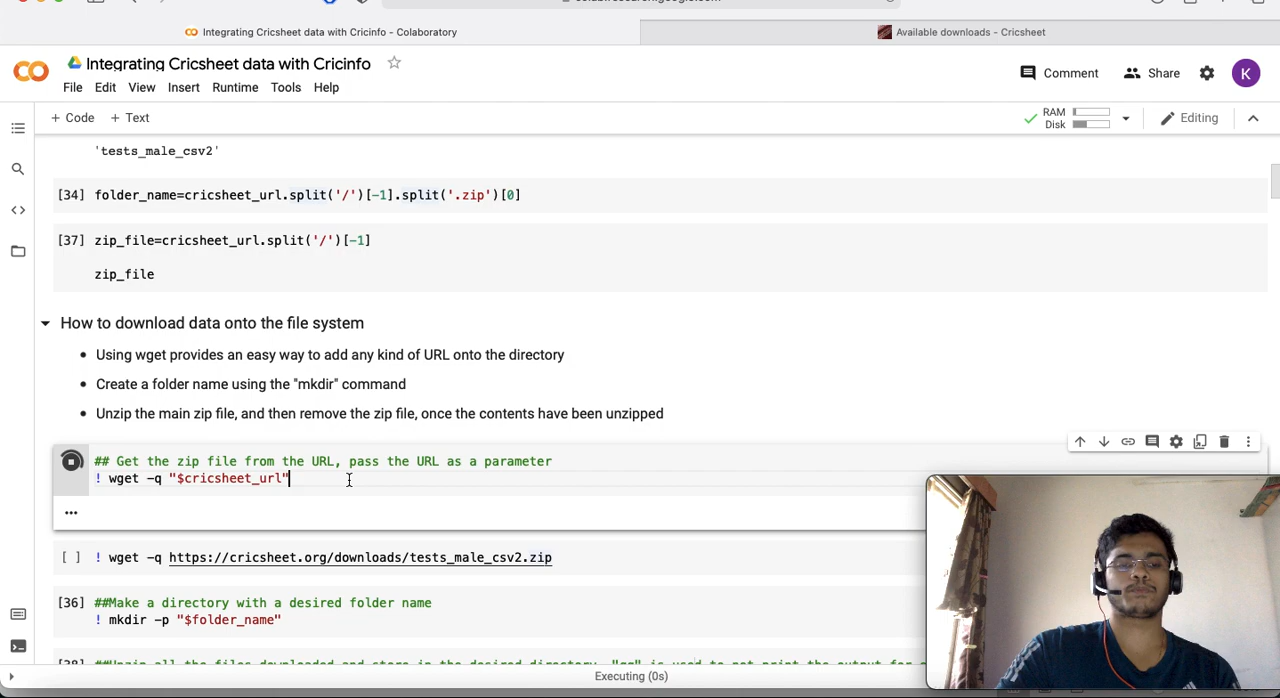 Integrating Cricsheet data with Cricinfo - Colaboratory
Available downloads - Cricsheet
Integrating Cricsheet data with Cricinfo
Comment
Share
K
File Edit View Insert Runtime Tools Help
+ Code + Text
RAM
Disk
Editing
'tests_male_csv2'
[34] folder_name=cricsheet_url.split('/')[-1].split('.zip')[0]
[37] zip_file=cricsheet_url.split('/')[-1]
zip_file
How to download data onto the file system
• Using wget provides an easy way to add any kind of URL onto the directory
• Create a folder name using the "mkdir" command
• Unzip the main zip file, and then remove the zip file, once the contents have been unzipped
## Get the zip file from the URL, pass the URL as a parameter
! wget -q "$cricsheet_url"
...
[ ] ! wget -q https://cricsheet.org/downloads/tests_male_csv2.zip
[36] ##Make a directory with a desired folder name
! mkdir -p "$folder_name"
Executing (0s)